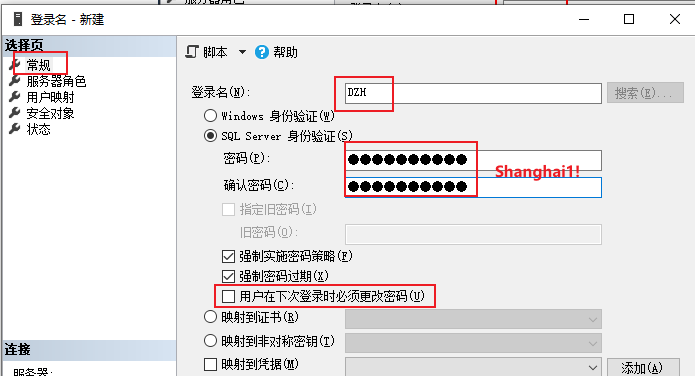 服务器角色
登录名 - 新建
选择页
常规
服务器角色
用户映射
安全对象
状态
脚本
帮助
登录名(N):
DZH
搜索(E)...
Windows 身份验证(W)
SQL Server 身份验证(S)
密码(P):
●●●●●●●●●●
Shanghai1!
确认密码(C):
●●●●●●●●●●
指定旧密码(I)
旧密码(O):
强制实施密码策略(F)
强制密码过期(X)
用户在下次登录时必须更改密码(U)
映射到证书(R)
映射到非对称密钥(T)
映射到凭据(M)
添加(A)
连接
服务器: